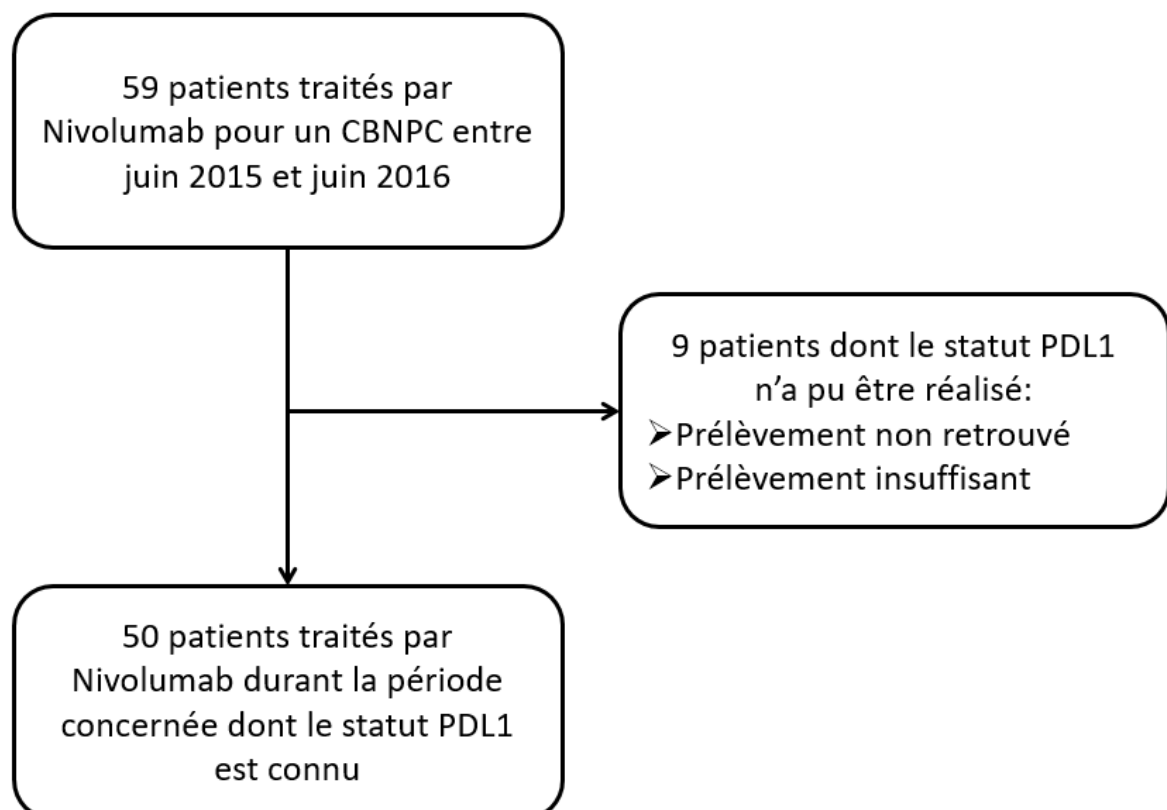 59 patients traités par
Nivolumab pour un CBNPC entre
juin 2015 et juin 2016
9 patients dont le statut PDL1
n'a pu être réalisé:
➢Prélèvement non retrouvé
➢Prélèvement insuffisant
50 patients traités par
Nivolumab durant la période
concernée dont le statut PDL1
est connu